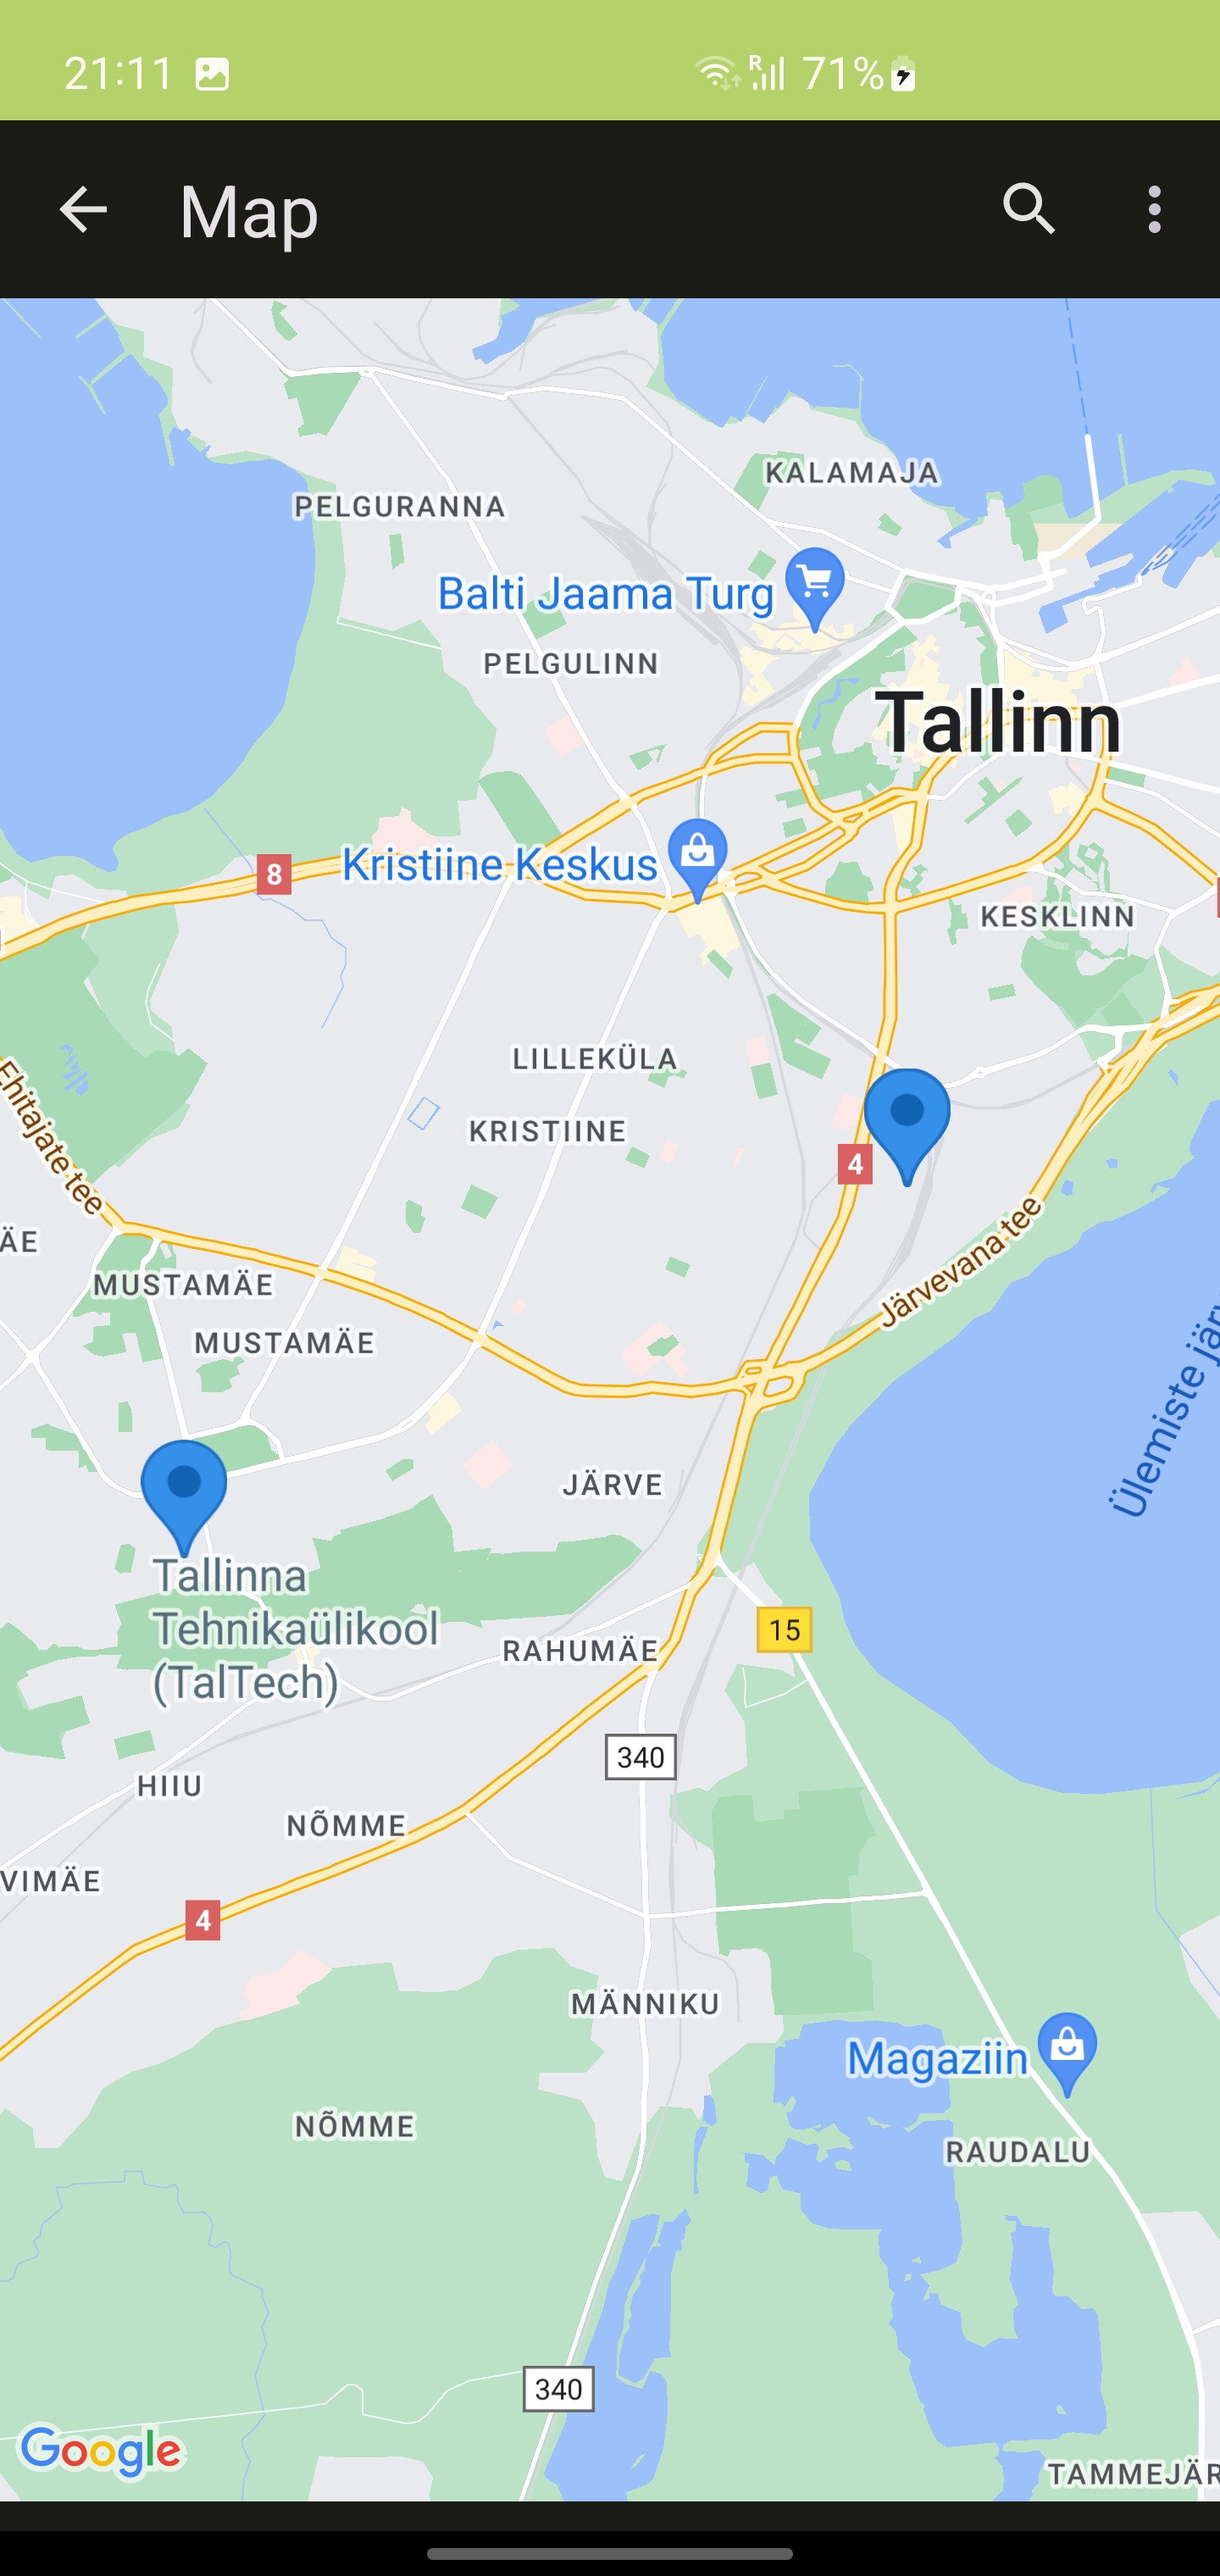 21:11
R
71%
Map
KALAMAJA
PELGURANNA
Balti Jaama Turg
PELGULINN
Tallinn
Kristiine Keskus
8
KESKLINN
LILLEKÜLA
KRISTIINE
4
Ehitajate tee
Järvevana tee
ÄE
MUSTAMÄE
MUSTAMÄE
Ülemiste järv
JÄRVE
Tallinna
Tehnikaülikool
(TalTech)
15
RAHUMÄE
340
HIIU
NÕMME
VIMÄE
4
MÄNNIKU
Magaziin
NÕMME
RAUDALU
340
Google
TAMMEJÄR